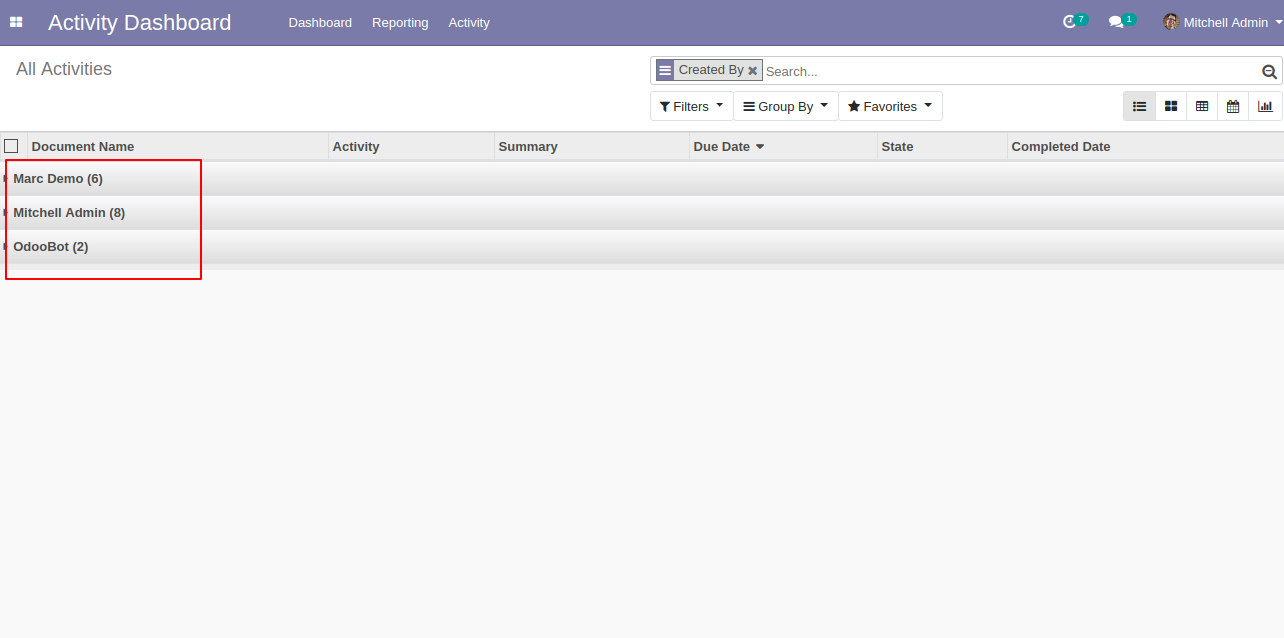 Activity Dashboard Dashboard Reporting Activity 7 1 Mitchell Admin
All Activities
Created By Search...
Filters Group By Favorites
Document Name Activity Summary Due Date State Completed Date
Marc Demo (6)
Mitchell Admin (8)
OdooBot (2)